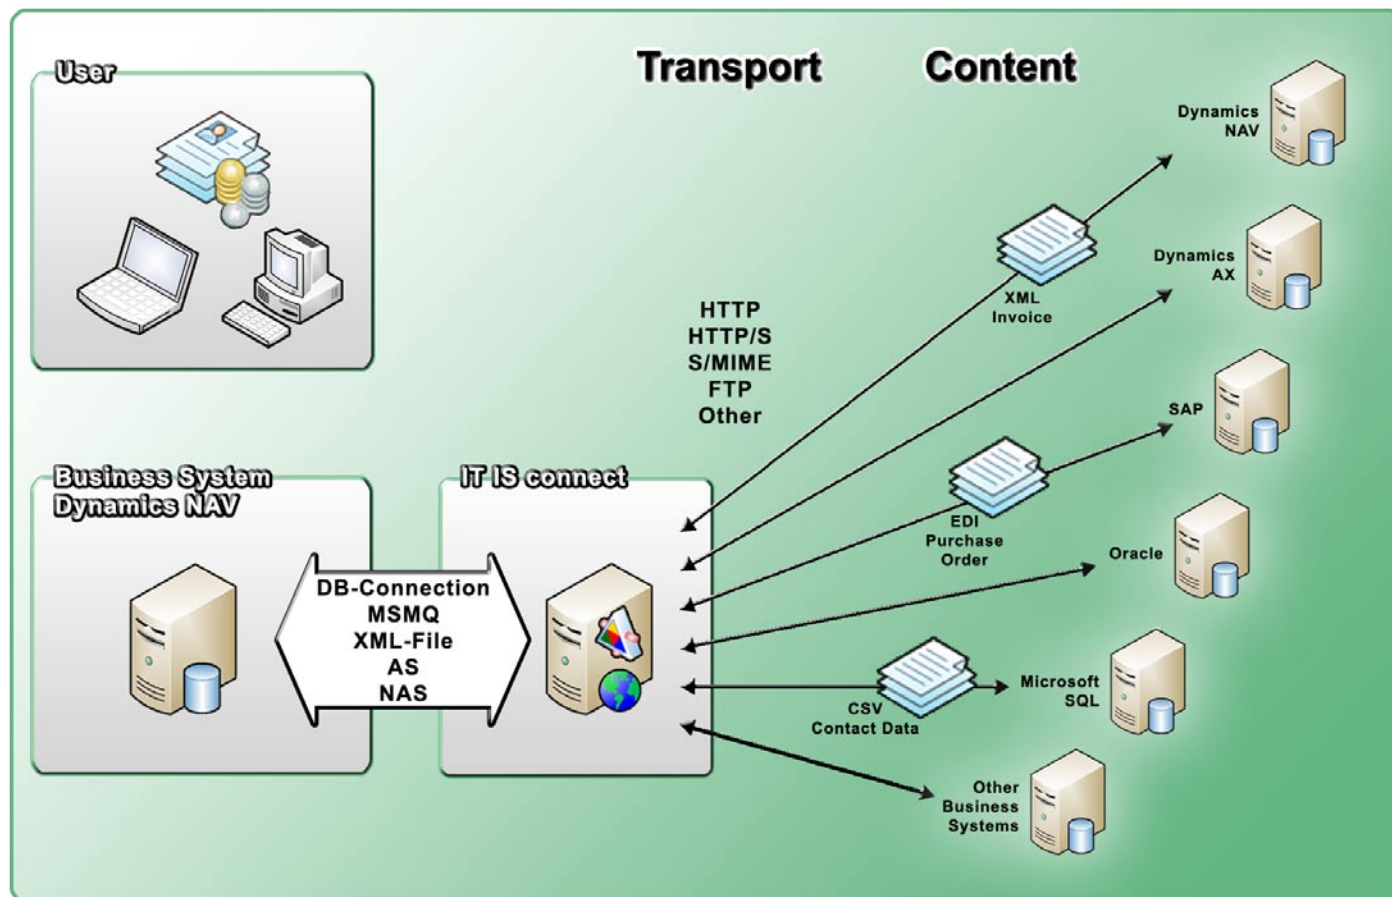 User
Transport
Content
Dynamics
NAV
Dynamics
AX
XML
Invoice
HTTP
HTTP/S
S/MIME
FTP
Other
SAP
Business System
Dynamics NAV
IT IS connect
DB-Connection
MSMQ
XML-File
AS
NAS
EDI
Purchase
Order
Oracle
Microsoft
SQL
CSV
Contact Data
Other
Business
Systems